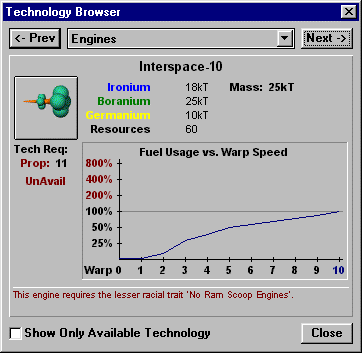 Technology Browser
<- Prev
Engines
Next ->
Interspace-10
Ironium 18kT Mass: 25kT
Boranium 25kT
Germanium 10kT
Resources 60
Tech Req:
Prop: 11
UnAvail
Fuel Usage vs. Warp Speed
800%
400%
200%
100%
50%
25%
Warp 0 1 2 3 4 5 6 7 8 9 10
This engine requires the lesser racial trait 'No Ram Scoop Engines'.
Show Only Available Technology
Close